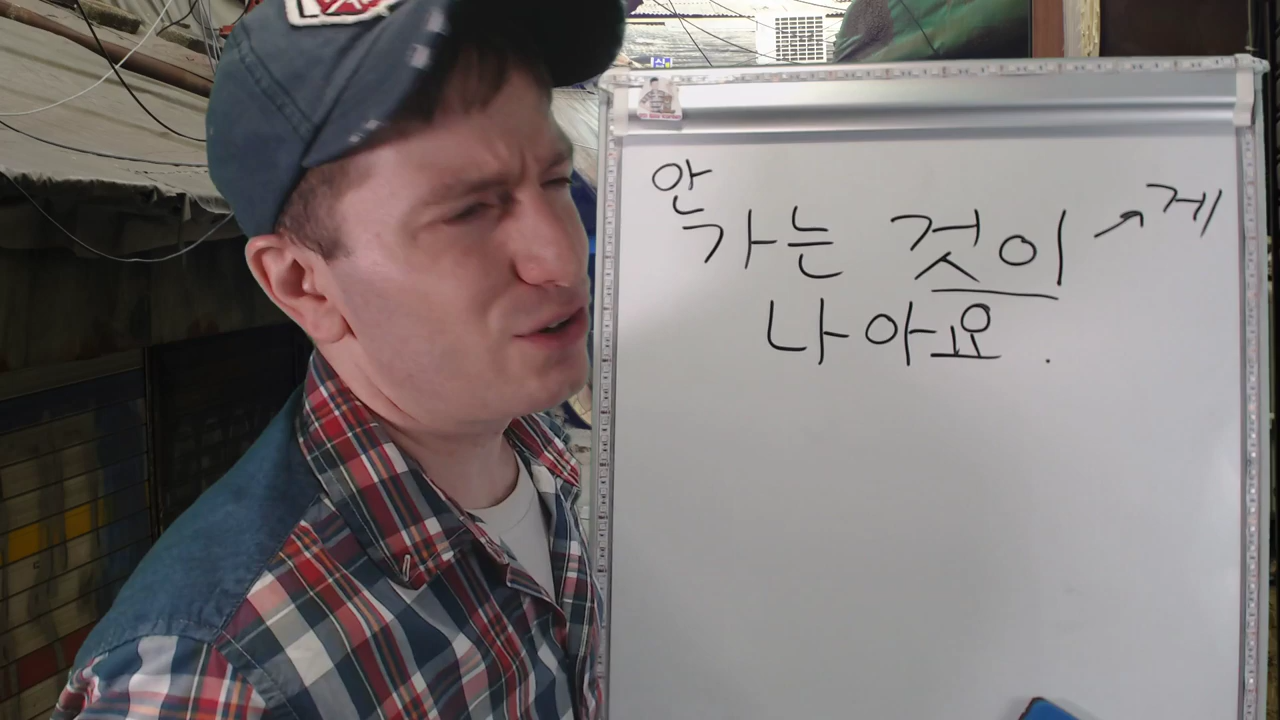 안
가는 것이 → 게
나아요.